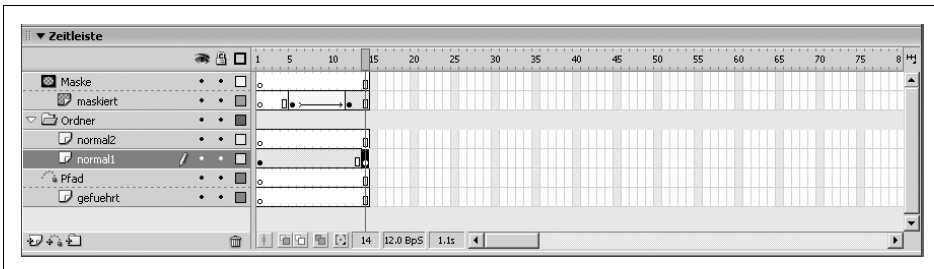 Zeitleiste
1 5 10 15 20 25 30 35 40 45 50 55 60 65 70 75 8
Maske
maskiert
Ordner
normal2
normal1
Pfad
gefuehrt
14 12.0 BpS 1.1s